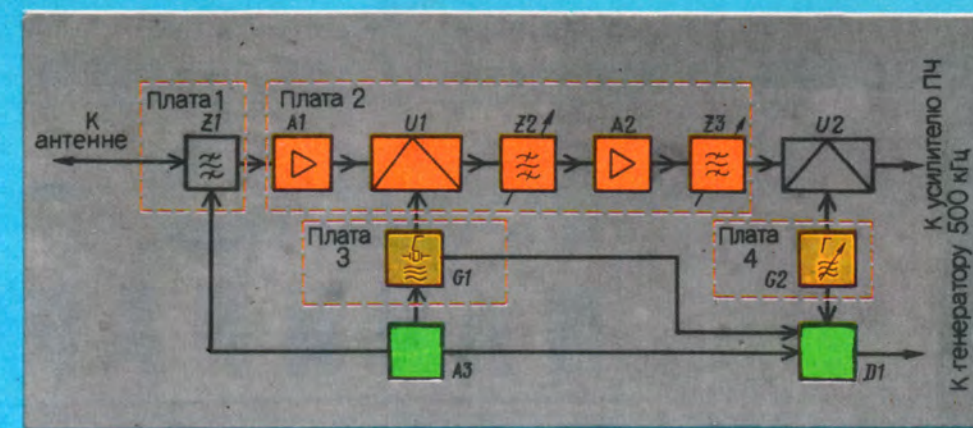 Плата 1
Z1
К
антенне
Плата 2
A1
U1
Z2
A2
Z3
U2
К усилителю ПЧ
Плата
3
G1
Плата
4
Г
G2
A3
D1
К генератору 500 кГц